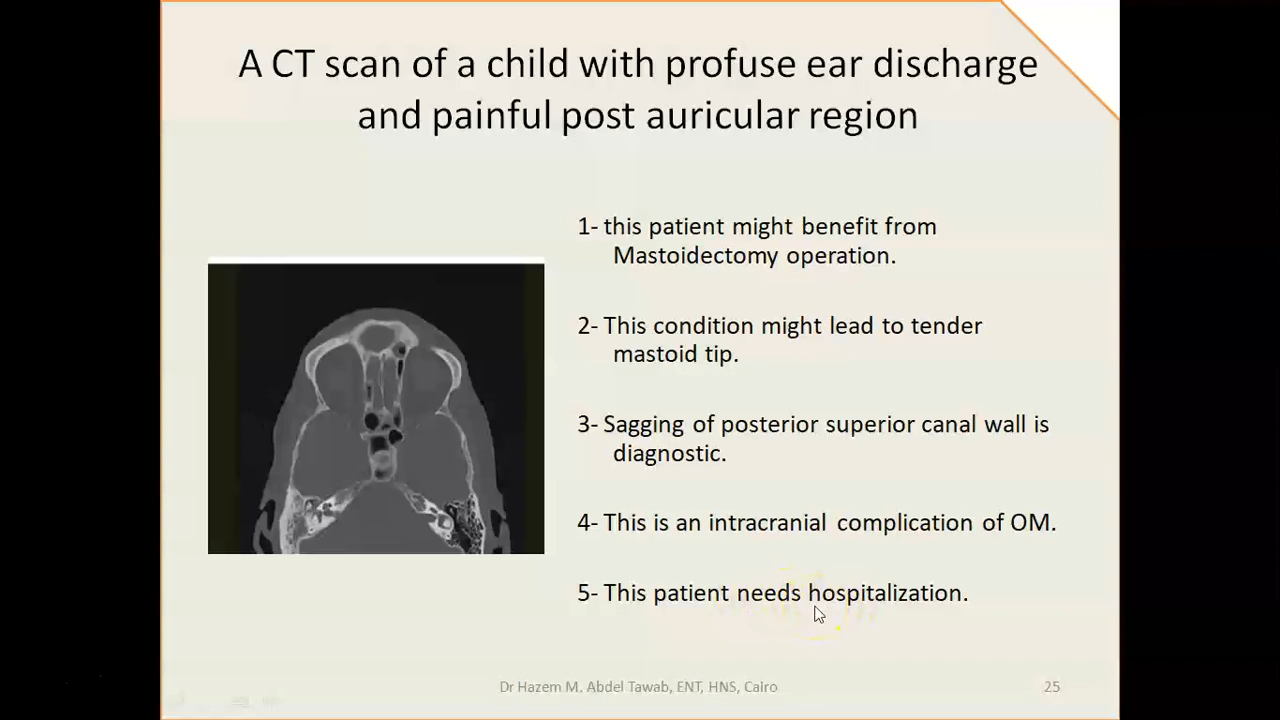 A CT scan of a child with profuse ear discharge
and painful post auricular region
1- this patient might benefit from
Mastoidectomy operation.
2- This condition might lead to tender
mastoid tip.
3- Sagging of posterior superior canal wall is
diagnostic.
4- This is an intracranial complication of OM.
5- This patient needs hospitalization.
Dr Hazem M. Abdel Tawab, ENT, HNS, Cairo
25